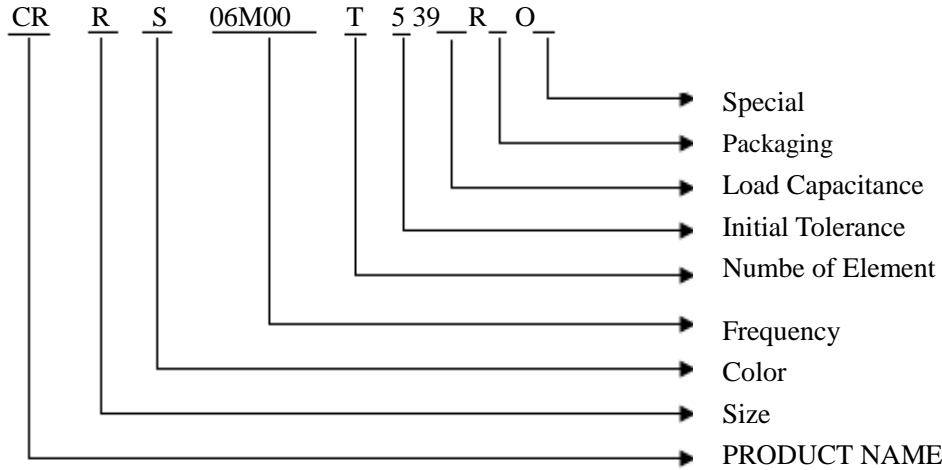 CR R S 06M00 T 5 39 R O
Special
Packaging
Load Capacitance
Initial Tolerance
Numbe of Element
Frequency
Color
Size
PRODUCT NAME